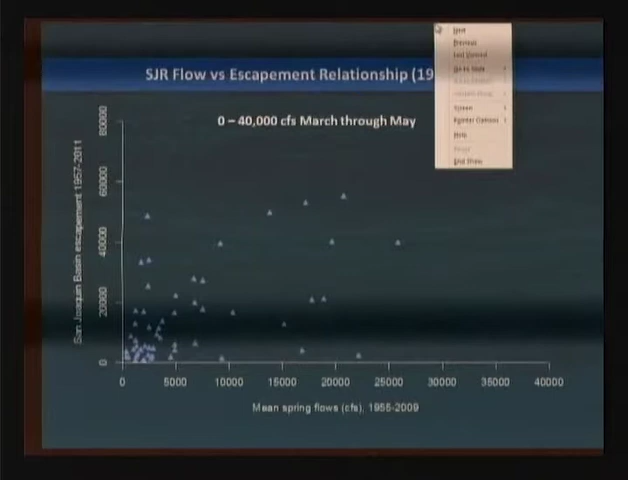 SJR Flow vs Escapement Relationship (19
0 – 40,000 cfs March through May
San Joaquin Basin escapement 1957-2011
80000
60000
40000
20000
0
0 5000 10000 15000 20000 25000 30000 35000 40000
Mean spring flows (cfs), 1955-2009
Next
Previous
Last Viewed
Go to Slide
Screen
Pointer Options
Help
End Show